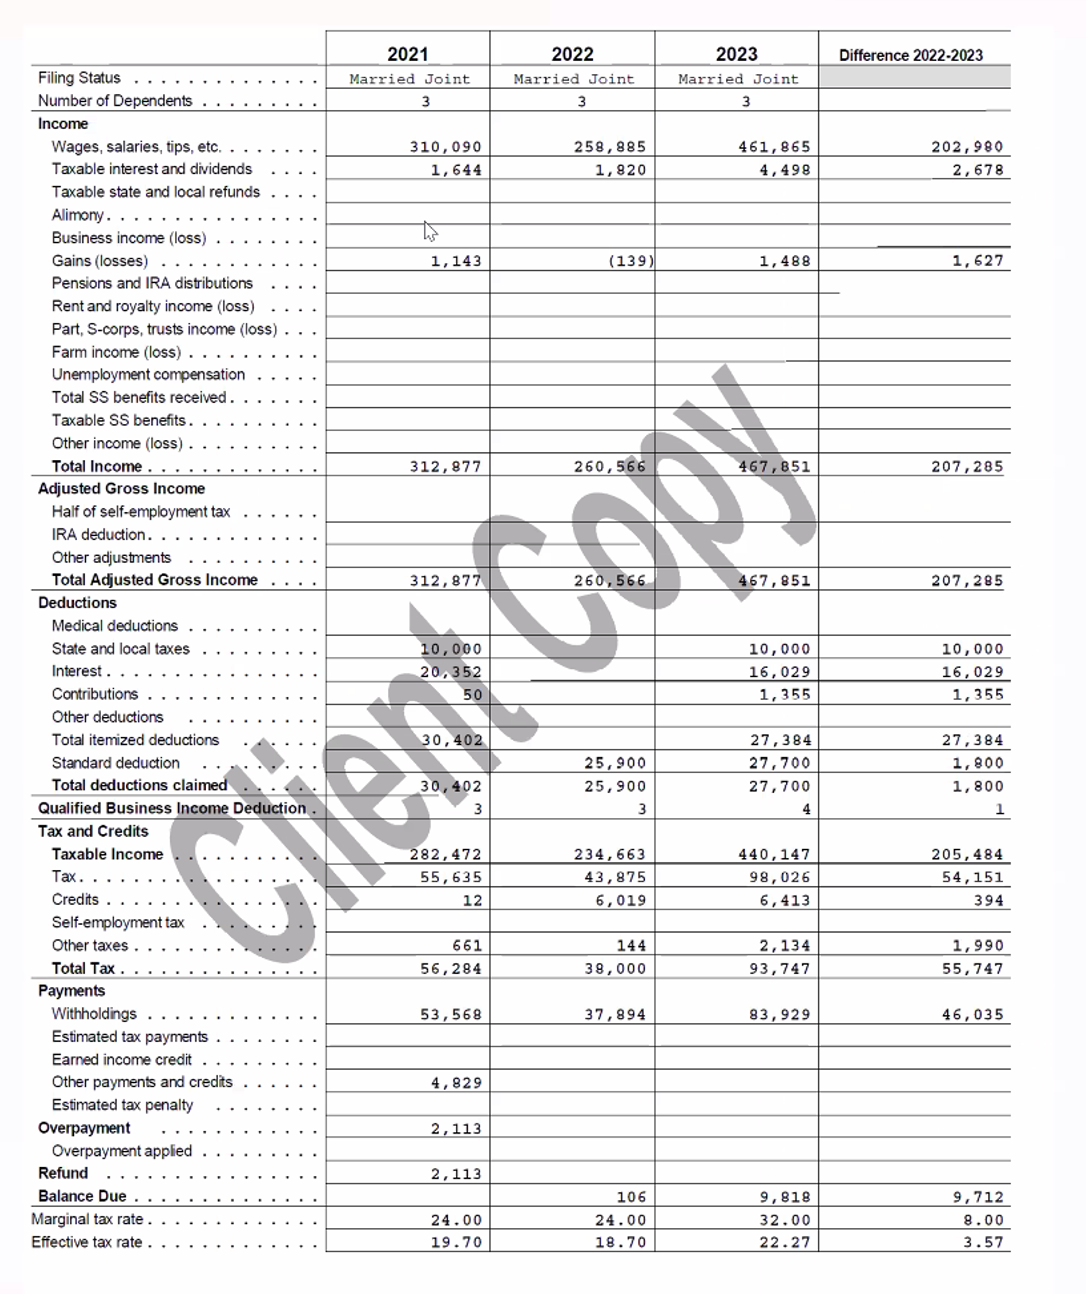 2021 2022 2023 Difference 2022-2023
Filing Status . . . . . . . . . . . . . . Married Joint Married Joint Married Joint
Number of Dependents . . . . . . . . . 3 3 3
Income
Wages, salaries, tips, etc. . . . . . . . 310,090 258,885 461,865 202,980
Taxable interest and dividends . . . . 1,644 1,820 4,498 2,678
Taxable state and local refunds . . . .
Alimony . . . . . . . . . . . . . . . .
Business income (loss) . . . . . . . .
Gains (losses) . . . . . . . . . . . . 1,143 (139) 1,488 1,627
Pensions and IRA distributions . . . .
Rent and royalty income (loss) . . . .
Part, S-corps, trusts income (loss) . . .
Farm income (loss) . . . . . . . . . .
Unemployment compensation . . . . .
Total SS benefits received . . . . . . .
Taxable SS benefits . . . . . . . . . .
Other income (loss) . . . . . . . . . .
Total Income . . . . . . . . . . . . . 312,877 260,566 467,851 207,285
Adjusted Gross Income
Half of self-employment tax . . . . . .
IRA deduction . . . . . . . . . . . . .
Other adjustments . . . . . . . . . .
Total Adjusted Gross Income . . . . 312,877 260,566 467,851 207,285
Deductions
Medical deductions . . . . . . . . . .
State and local taxes . . . . . . . . . 10,000 10,000 10,000
Interest . . . . . . . . . . . . . . . . 20,352 16,029 16,029
Contributions . . . . . . . . . . . . . 50 1,355 1,355
Other deductions . . . . . . . . . .
Total itemized deductions . . . . . . 30,402 27,384 27,384
Standard deduction . . . . . . . . . 25,900 27,700 1,800
Total deductions claimed . . . . . . 30,402 25,900 27,700 1,800
Qualified Business Income Deduction . 3 3 4 1
Tax and Credits
Taxable Income . . . . . . . . . . . 282,472 234,663 440,147 205,484
Tax . . . . . . . . . . . . . . . . . . 55,635 43,875 98,026 54,151
Credits . . . . . . . . . . . . . . . . 12 6,019 6,413 394
Self-employment tax . . . . . . . . .
Other taxes . . . . . . . . . . . . . . 661 144 2,134 1,990
Total Tax . . . . . . . . . . . . . . . 56,284 38,000 93,747 55,747
Payments
Withholdings . . . . . . . . . . . . . 53,568 37,894 83,929 46,035
Estimated tax payments . . . . . . . .
Earned income credit . . . . . . . . .
Other payments and credits . . . . . . 4,829
Estimated tax penalty . . . . . . . .
Overpayment . . . . . . . . . . . . 2,113
Overpayment applied . . . . . . . . .
Refund . . . . . . . . . . . . . . . . 2,113
Balance Due . . . . . . . . . . . . . . 106 9,818 9,712
Marginal tax rate . . . . . . . . . . . . . 24.00 24.00 32.00 8.00
Effective tax rate . . . . . . . . . . . . . 19.70 18.70 22.27 3.57
Client Copy